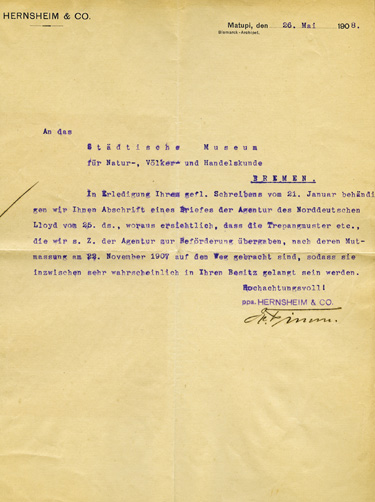 HERNSHEIM & CO.
Matupi, den 26. Mai 1908.
Bismarck-Archipel.
An das
Städtische Museum
für Natur-, Völker- und Handelskunde
BREMEN.
In Erledigung Ihres gefl. Schreibens vom 21. Januar behändi
gen wir Ihnen Abschrift eines Briefes der Agentur des Norddeutschen
Lloyd vom 25. ds., woraus ersichtlich, dass die Trepangmuster etc.,
die wir s. Z. der Agentur zur Beförderung übergaben, nach deren Mut-
massung am 22. November 1907 auf dem Weg gebracht sind, sodass sie
inzwischen sehr wahrscheinlich in Ihren Besitz gelangt sein werden.
Hochachtungsvoll!
ppa. HERNSHEIM & CO.